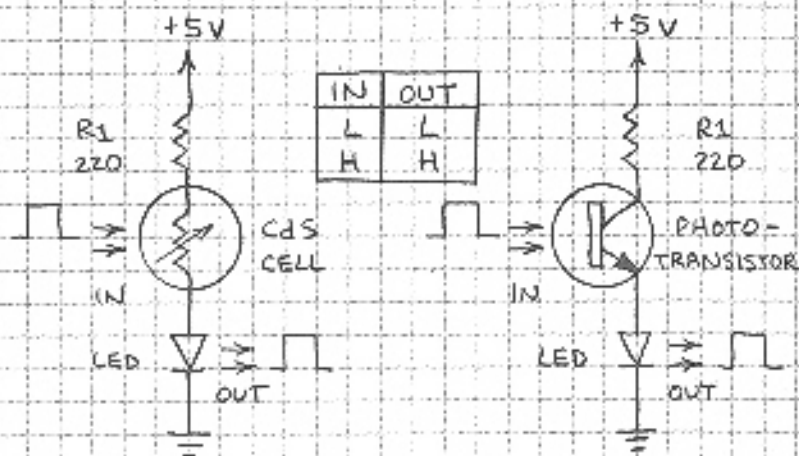 +5V
R1
220
CdS
CELL
IN
LED
OUT
IN OUT
L L
H H
+5V
R1
220
PHOTO-
TRANSISTOR
IN
LED
OUT